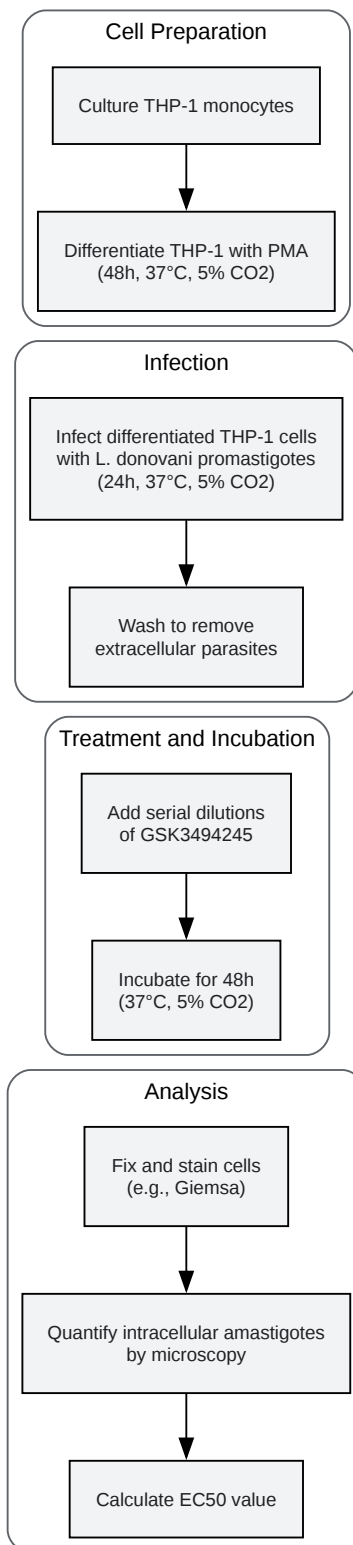 Cell Preparation
Culture THP-1 monocytes
Differentiate THP-1 with PMA
(48h, 37°C, 5% CO2)
Infection
Infect differentiated THP-1 cells
with L. donovani promastigotes
(24h, 37°C, 5% CO2)
Wash to remove
extracellular parasites
Treatment and Incubation
Add serial dilutions
of GSK3494245
Incubate for 48h
(37°C, 5% CO2)
Analysis
Fix and stain cells
(e.g., Giemsa)
Quantify intracellular amastigotes
by microscopy
Calculate EC50 value